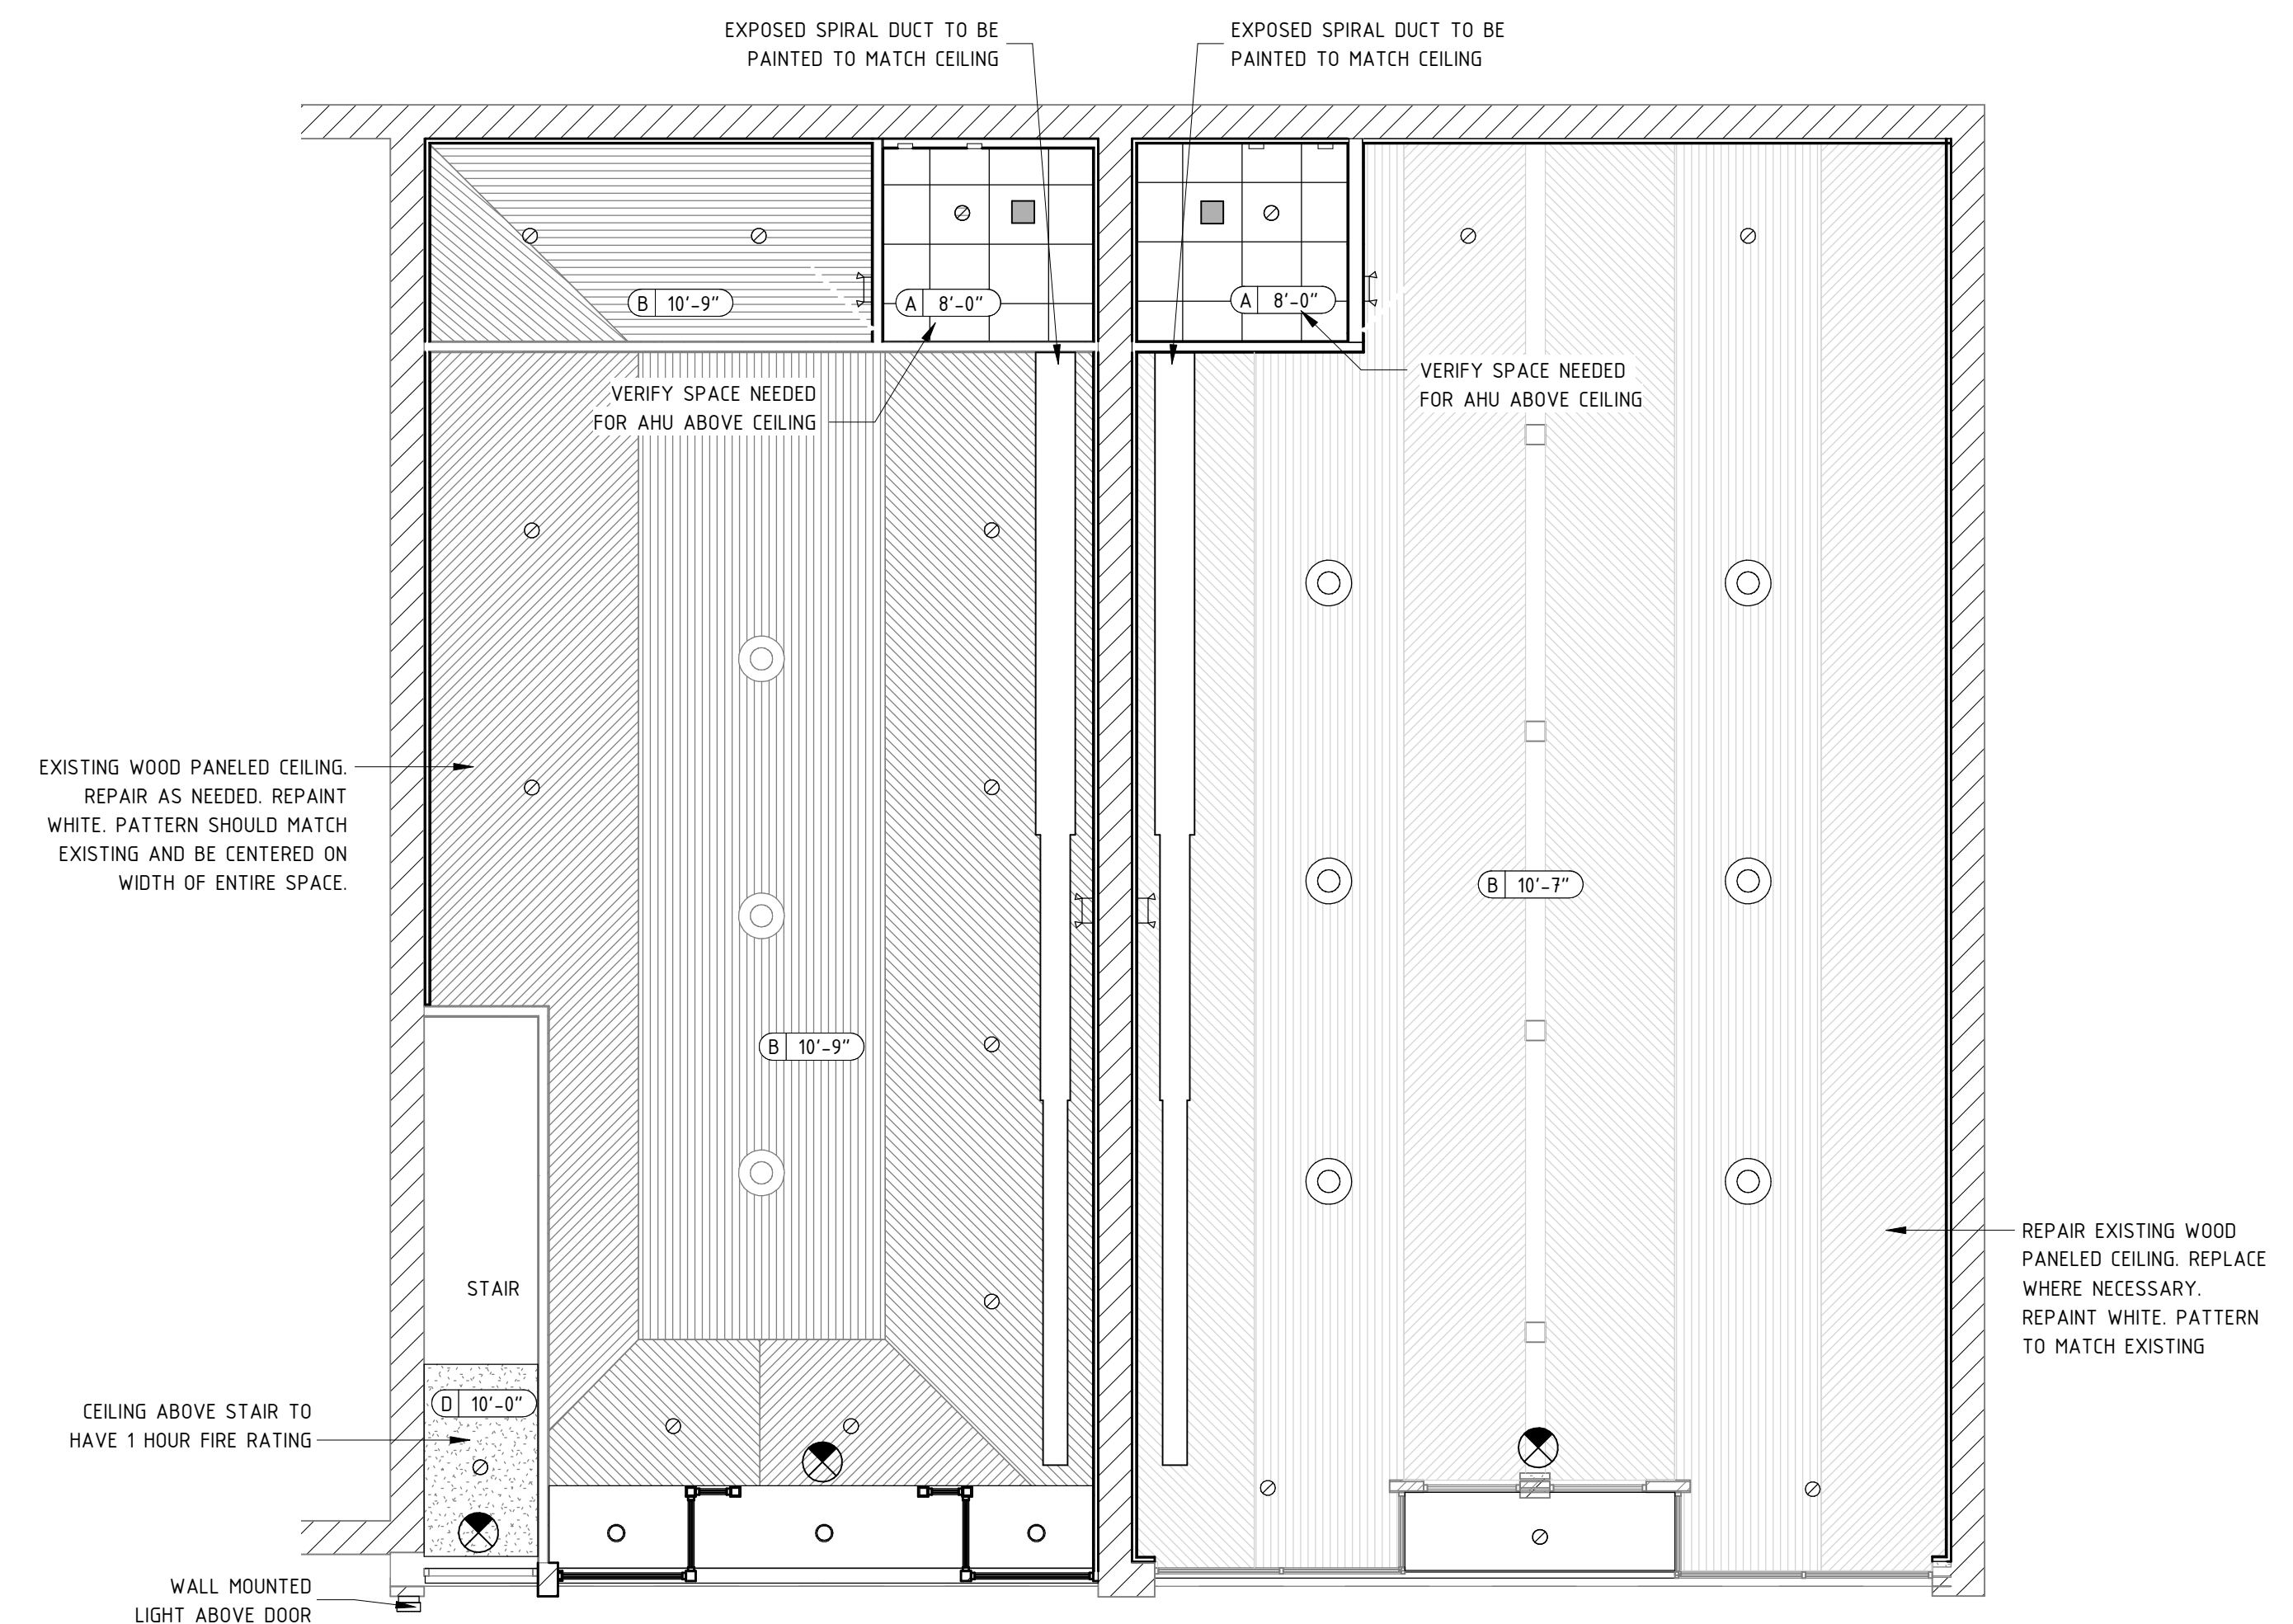 EXPOSED SPIRAL DUCT TO BE
PAINTED TO MATCH CEILING
EXPOSED SPIRAL DUCT TO BE
PAINTED TO MATCH CEILING
B 10'-9"
A 8'-0"
A 8'-0"
VERIFY SPACE NEEDED
FOR AHU ABOVE CEILING
VERIFY SPACE NEEDED
FOR AHU ABOVE CEILING
EXISTING WOOD PANELED CEILING.
REPAIR AS NEEDED. REPAINT
WHITE. PATTERN SHOULD MATCH
EXISTING AND BE CENTERED ON
WIDTH OF ENTIRE SPACE.
B 10'-7"
B 10'-9"
REPAIR EXISTING WOOD
PANELED CEILING. REPLACE
WHERE NECESSARY.
REPAINT WHITE. PATTERN
TO MATCH EXISTING
STAIR
D 10'-0"
CEILING ABOVE STAIR TO
HAVE 1 HOUR FIRE RATING
WALL MOUNTED
LIGHT ABOVE DOOR